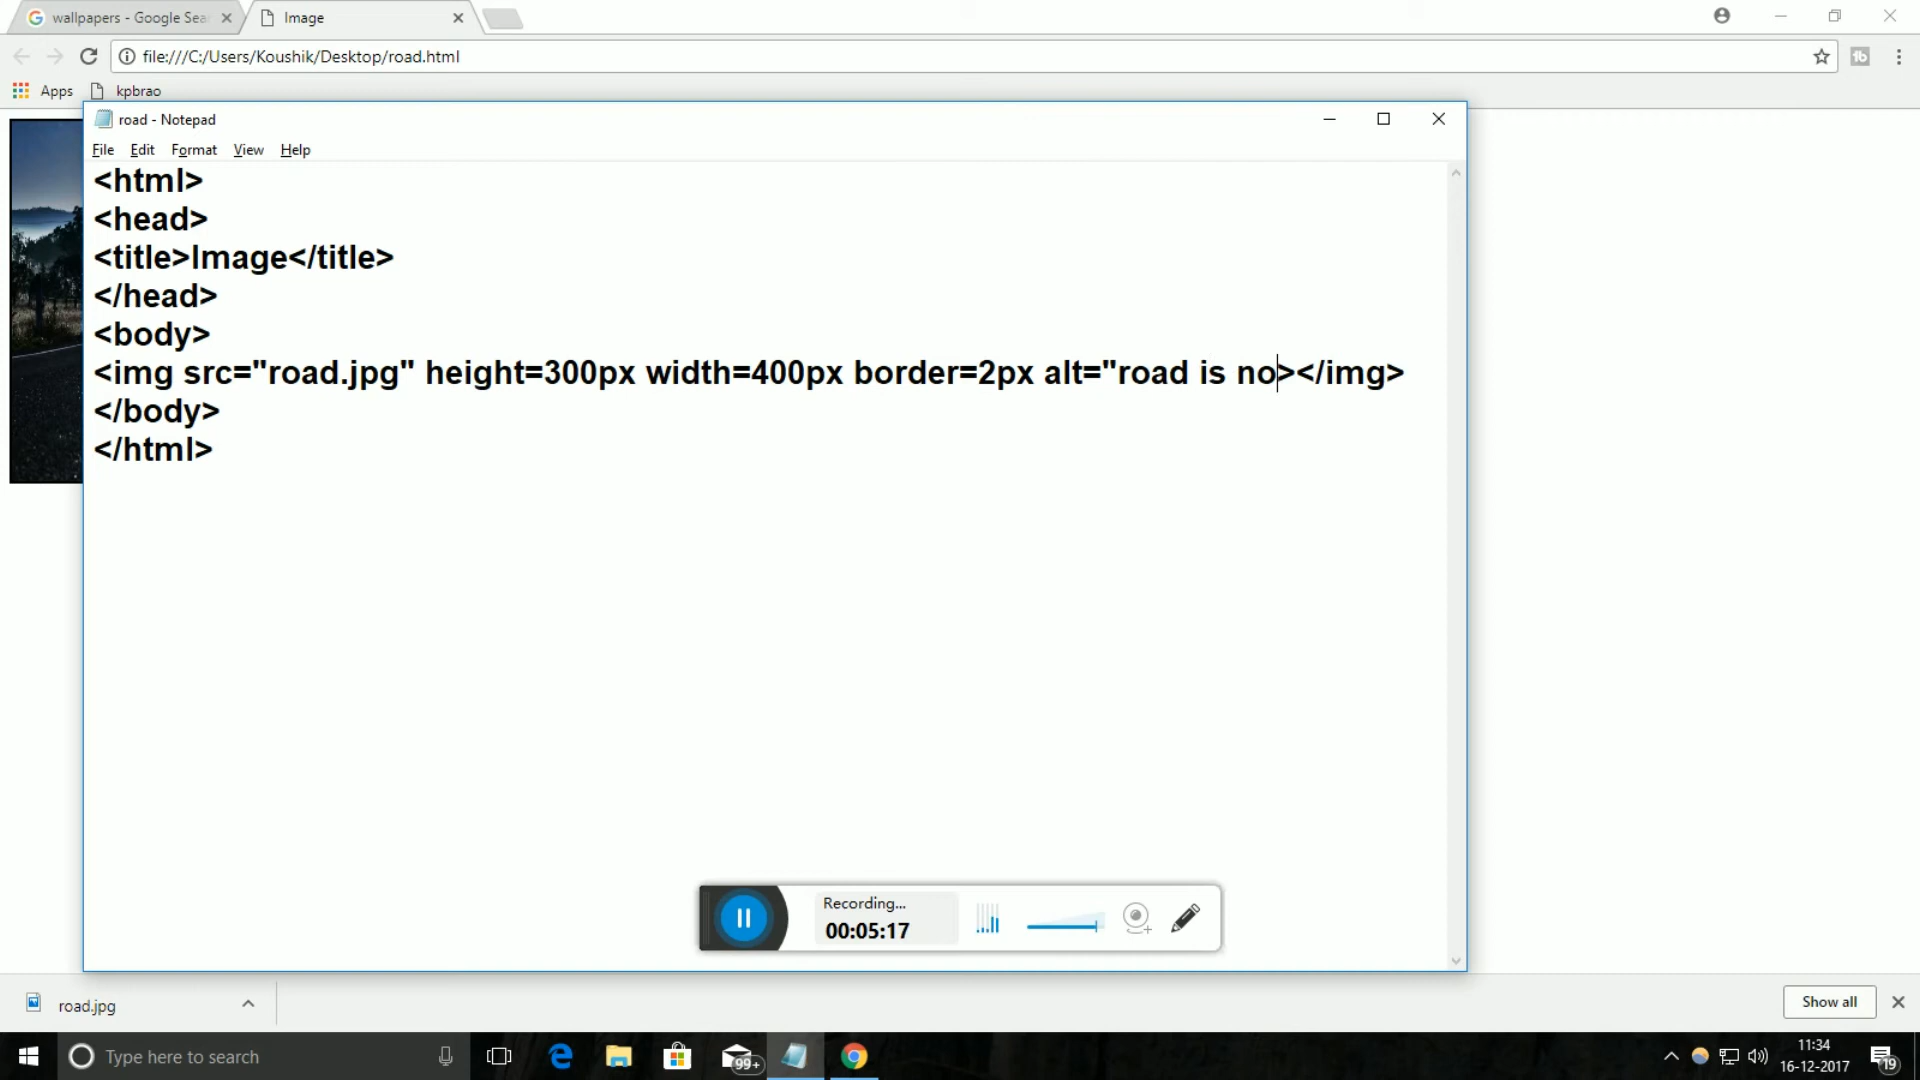 wallpapers - Google Sea
Image
file:///C:/Users/Koushik/Desktop/road.html
Apps
kpbrao
road - Notepad
File Edit Format View Help
<html>
<head>
<title>Image</title>
</head>
<body>
<img src="road.jpg" height=300px width=400px border=2px alt="road is no></img>
</body>
</html>
Recording...
00:05:17
road.jpg
Show all
Type here to search
99+
11:34
16-12-2017
19